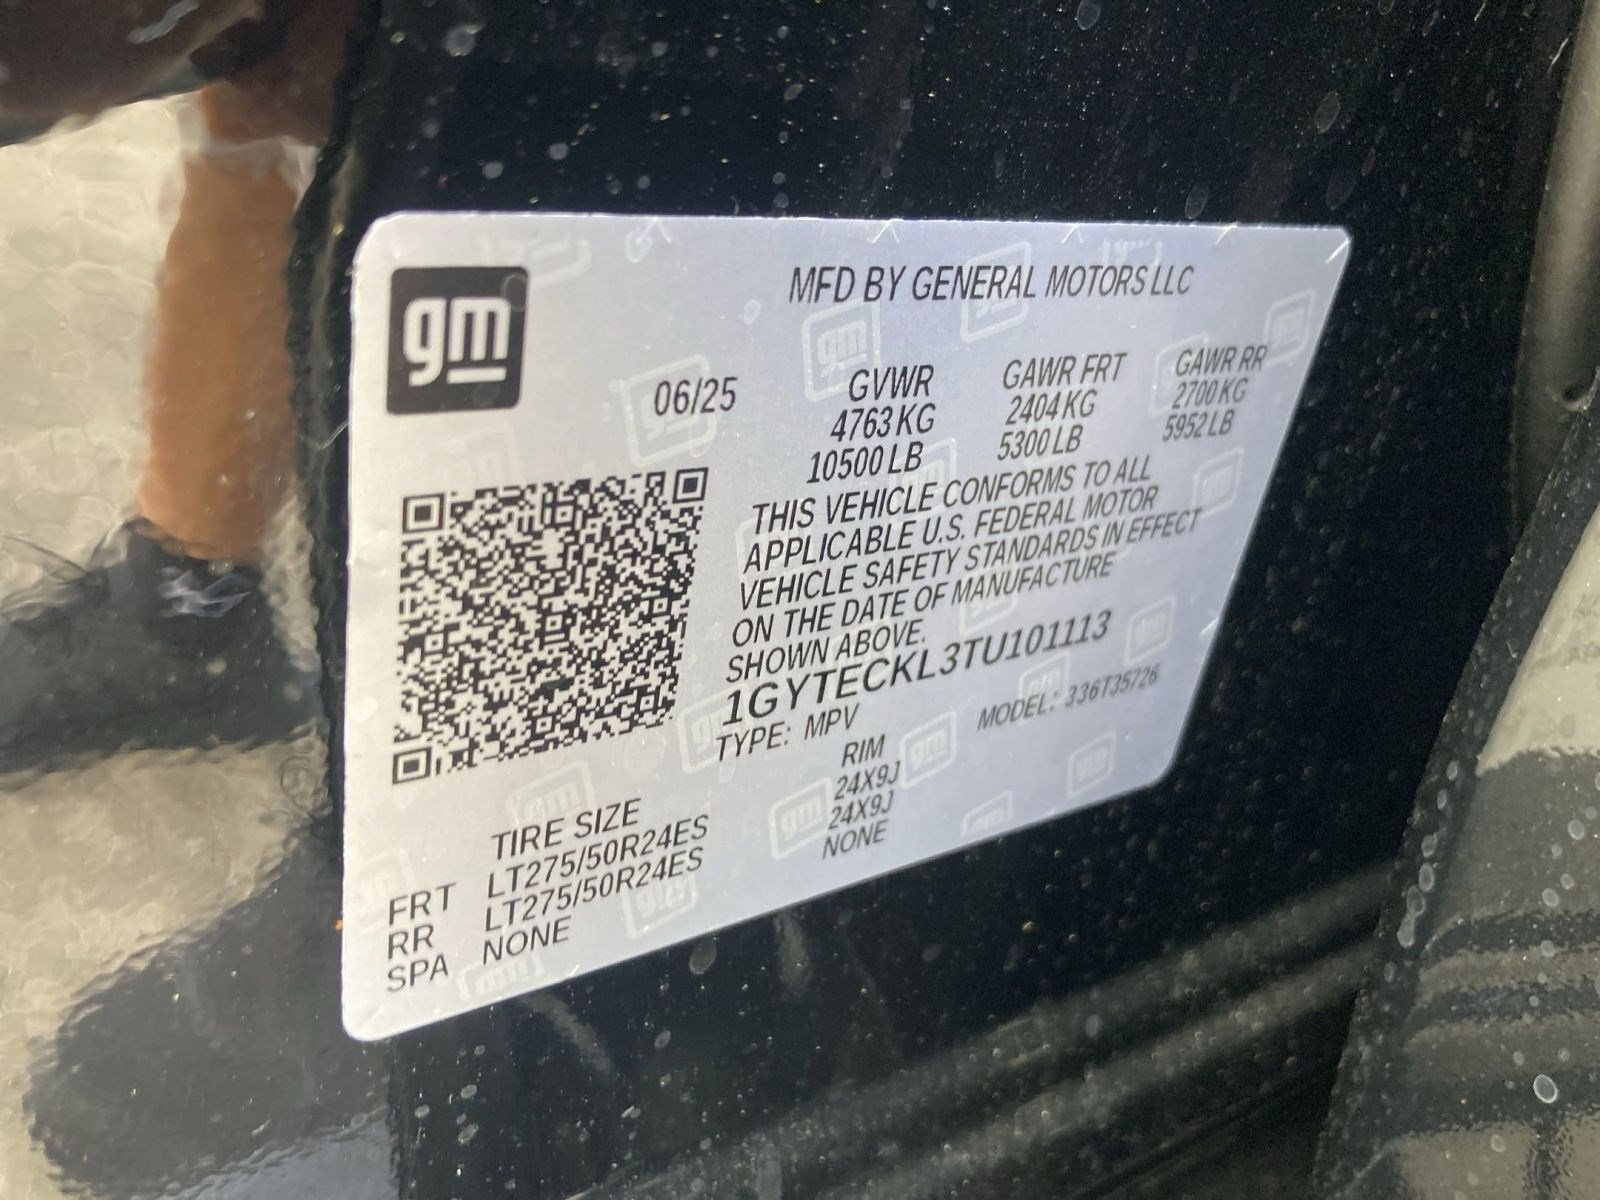 gm
MFD BY GENERAL MOTORS LLC
06/25 GVWR GAWR FRT GAWR RR
4763 KG 2404 KG 2700 KG
10500 LB 5300 LB 5952 LB
THIS VEHICLE CONFORMS TO ALL
APPLICABLE U.S. FEDERAL MOTOR
VEHICLE SAFETY STANDARDS IN EFFECT
ON THE DATE OF MANUFACTURE
SHOWN ABOVE.
1GYTECKL3TU101113
TYPE: MPV MODEL: 336T35726
TIRE SIZE RIM
FRT LT275/50R24ES 24X9J
RR LT275/50R24ES 24X9J
SPA NONE NONE